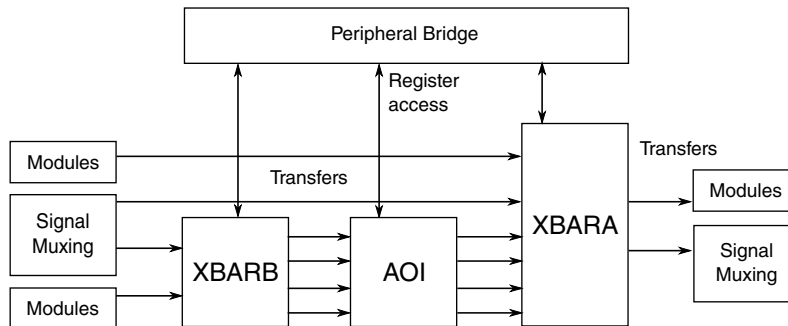 Peripheral Bridge
Register
access
Modules
Transfers
Transfers
Modules
Signal
Muxing
XBARB
AOI
XBARA
Signal
Muxing
Modules